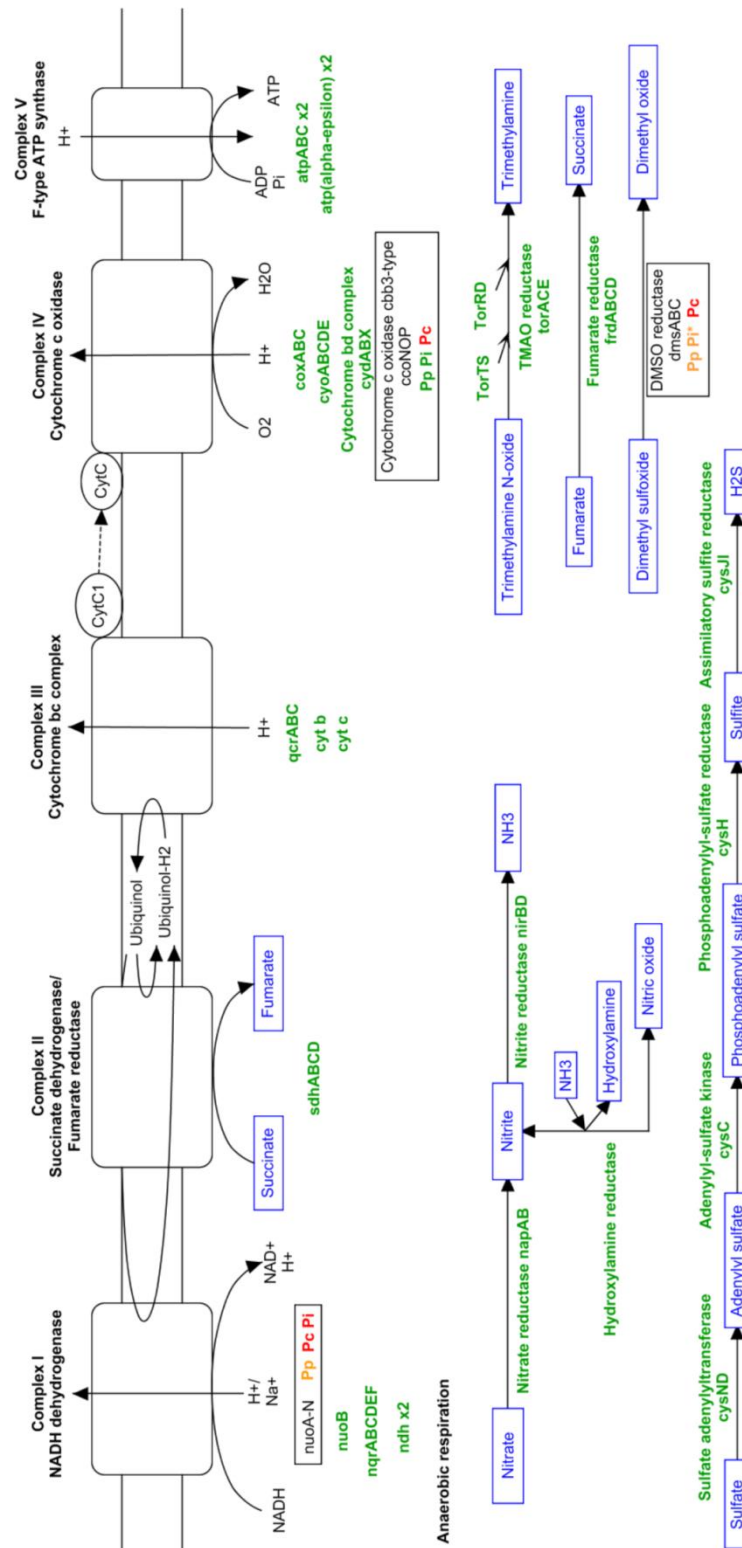 Complex I
NADH dehydrogenase
NADH
H+/
Na+
NAD+
H+
nuoA-N Pp Pc Pi
nuoB
nqrABCDEF
ndh x2
Complex II
Succinate dehydrogenase/
Fumarate reductase
Succinate
Fumarate
sdhABCD
Ubiquinol
Ubiquinol-H2
Complex III
Cytochrome bc complex
H+
qcrABC
cyt b
cyt c
CytC1
CytC
Complex IV
Cytochrome c oxidase
O2
H+
H2O
coxABC
cyoABCDE
Cytochrome bd complex
cydABX
Cytochrome c oxidase cbb3-type
ccoNOP
Pp Pi Pc
Complex V
F-type ATP synthase
H+
ADP
Pi
ATP
atpABC x2
atp(alpha-epsilon) x2
Anaerobic respiration
Nitrate
Nitrate reductase napAB
Nitrite
Nitrite reductase nirBD
NH3
NH3
Hydroxylamine
Hydroxylamine reductase
Nitric oxide
Trimethylamine N-oxide
TorTS
TorRD
TMAO reductase
torACE
Trimethylamine
Fumarate
Fumarate reductase
frdABCD
Succinate
Dimethyl sulfoxide
DMSO reductase
dmsABC
Pp Pi* Pc
Dimethyl oxide
Sulfate
Sulfate adenylyltransferase
cysND
Adenylyl sulfate
Adenylyl-sulfate kinase
cysC
Phosphoadenylyl sulfate
Phosphoadenylyl-sulfate reductase
cysH
Sulfite
Assimilatory sulfite reductase
cysJI
H2S